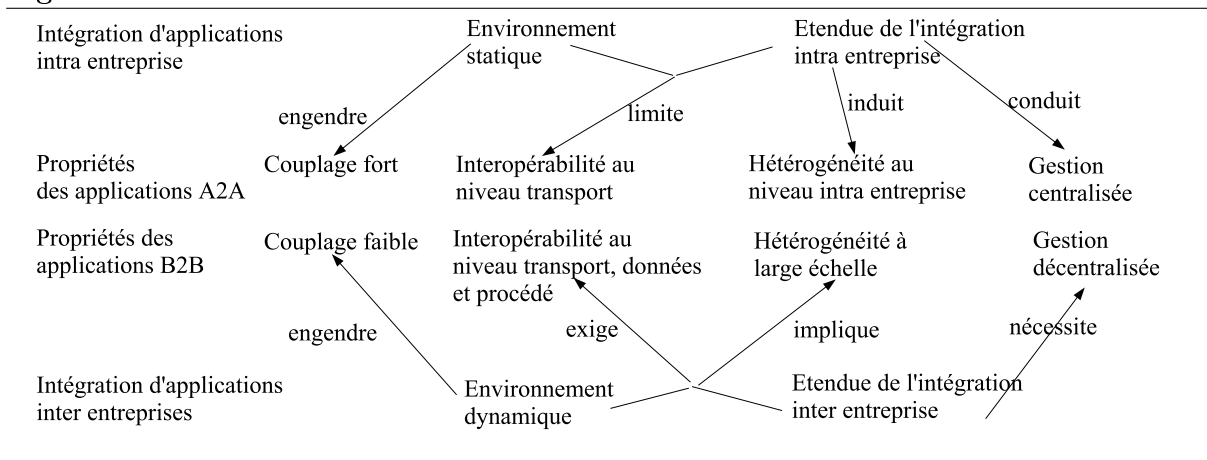 Intégration d'applications
intra entreprise
Environnement
statique
Etendue de l'intégration
intra entreprise
engendre
limite
induit
conduit
Propriétés
des applications A2A
Couplage fort
Interopérabilité au
niveau transport
Hétérogénéité au
niveau intra entreprise
Gestion
centralisée
Propriétés des
applications B2B
Couplage faible
Interopérabilité au
niveau transport, données
et procédé
Hétérogénéité à
large échelle
Gestion
décentralisée
engendre
exige
implique
nécessite
Intégration d'applications
inter entreprises
Environnement
dynamique
Etendue de l'intégration
inter entreprise